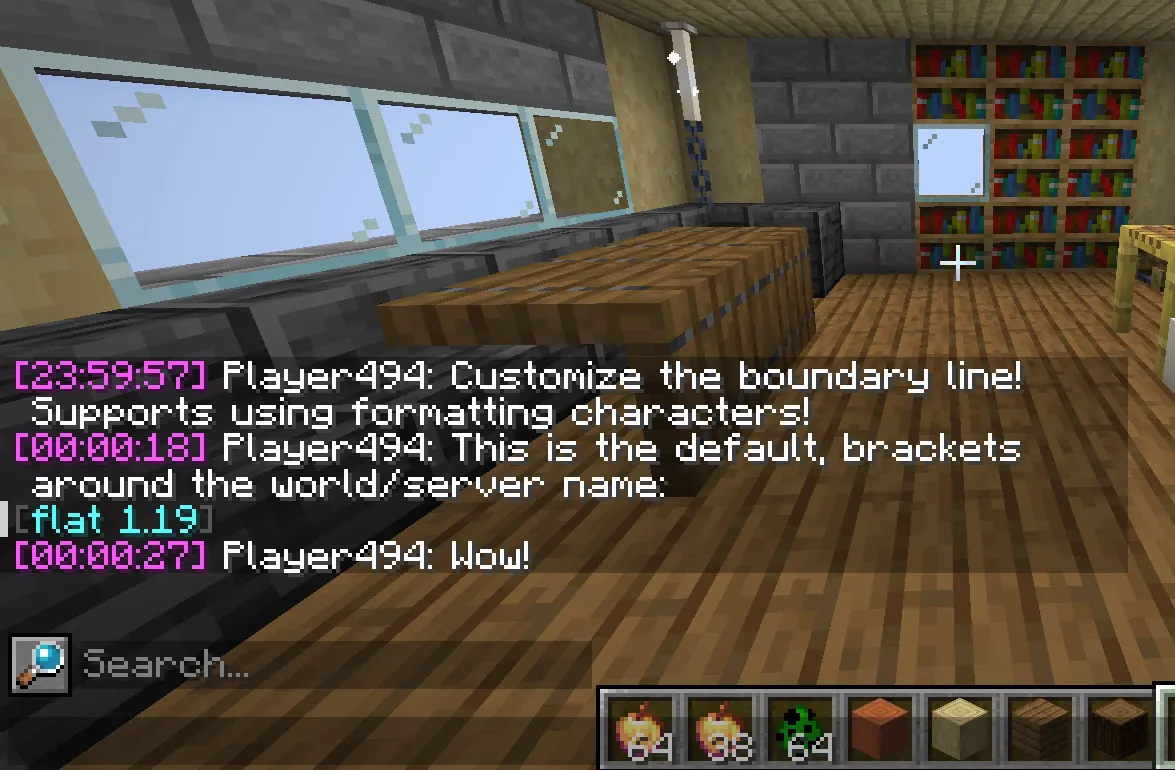 [23:59:57] Player494: Customize the boundary line!
Supports using formatting characters!
[00:00:18] Player494: This is the default, brackets
around the world/server name:
[flat 1.19]
[00:00:27] Player494: Wow!
Search...
64 38 64